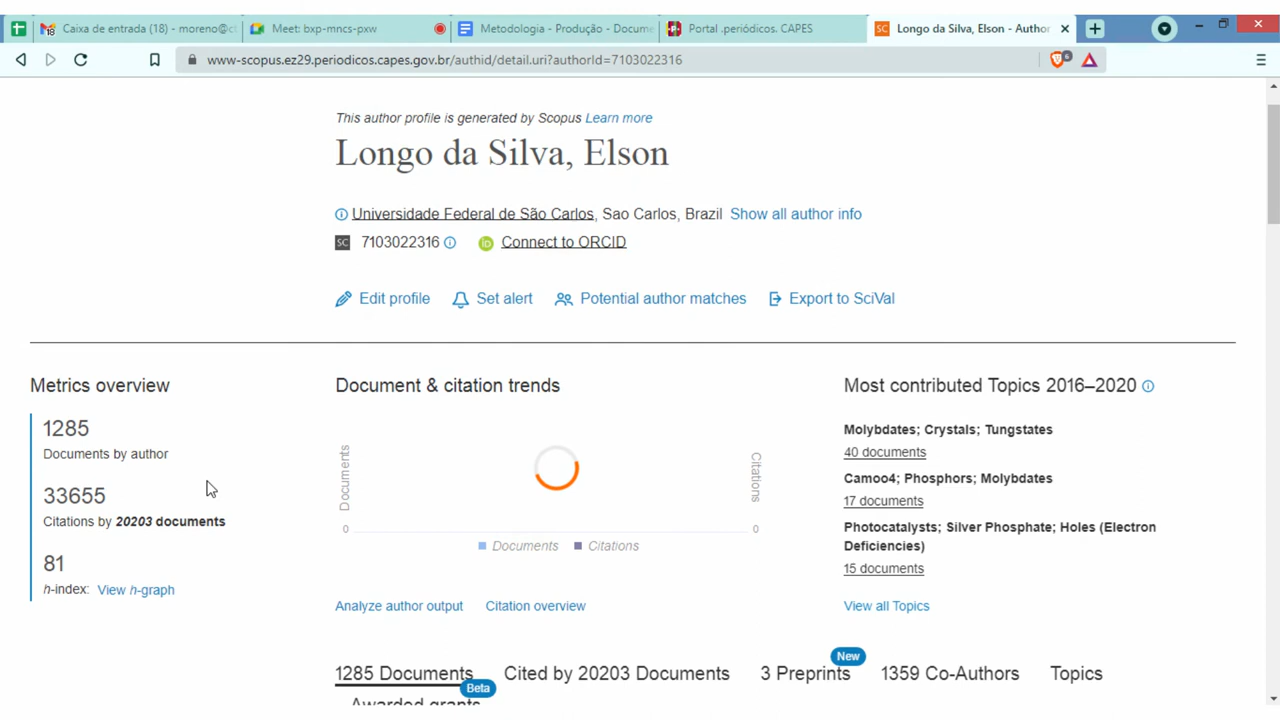 Caixa de entrada (18) - moreno@c
Meet: bxp-mncs-pxw
Metodologia - Produção - Docume
Portal .periódicos. CAPES
Longo da Silva, Elson - Autho
www-scopus.ez29.periodicos.capes.gov.br/authid/detail.uri?authorId=7103022316
This author profile is generated by Scopus Learn more
Longo da Silva, Elson
Universidade Federal de São Carlos, Sao Carlos, Brazil Show all author info
SC 7103022316 iD Connect to ORCID
Edit profile Set alert Potential author matches Export to SciVal
Metrics overview
1285
Documents by author
33655
Citations by 20203 documents
81
h-index: View h-graph
Document & citation trends
Documents
Citations
0
0
Documents Citations
Analyze author output Citation overview
Most contributed Topics 2016–2020
Molybdates; Crystals; Tungstates
40 documents
Camoo4; Phosphors; Molybdates
17 documents
Photocatalysts; Silver Phosphate; Holes (Electron
Deficiencies)
15 documents
View all Topics
New
1285 Documents Cited by 20203 Documents 3 Preprints 1359 Co-Authors Topics
Beta
Awarded grants